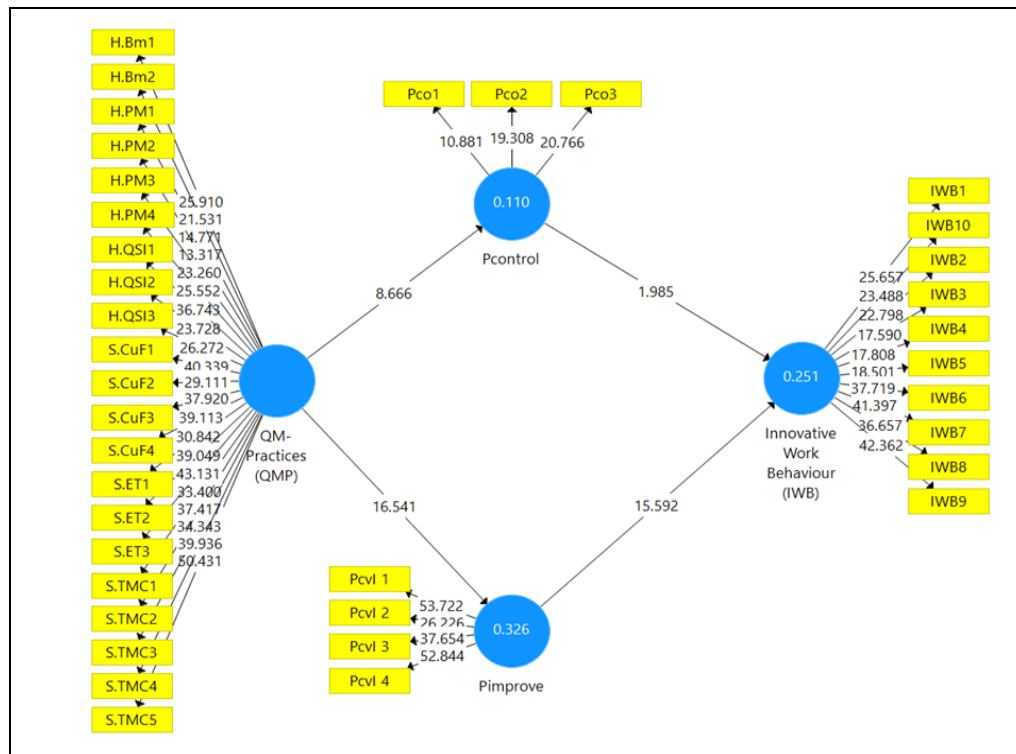 H.Bm1
H.Bm2
H.PM1
H.PM2
H.PM3
H.PM4
H.QSI1
H.QSI2
H.QSI3
S.CuF1
S.CuF2
S.CuF3
S.CuF4
S.ET1
S.ET2
S.ET3
S.TMC1
S.TMC2
S.TMC3
S.TMC4
S.TMC5
25.910
21.531
14.771
13.317
23.260
25.552
36.743
23.728
26.272
40.339
29.111
37.920
39.113
30.842
39.049
43.131
33.400
37.417
34.343
39.936
50.431
QM-
Practices
(QMP)
8.666
16.541
Pco1
Pco2
Pco3
10.881
19.308
20.766
0.110
Pcontrol
1.985
Pcvl 1
Pcvl 2
Pcvl 3
Pcvl 4
53.722
26.226
37.654
52.844
0.326
Pimprove
15.592
0.251
Innovative
Work
Behaviour
(IWB)
25.657
23.488
22.798
17.590
17.808
18.501
37.719
41.397
36.657
42.362
IWB1
IWB10
IWB2
IWB3
IWB4
IWB5
IWB6
IWB7
IWB8
IWB9